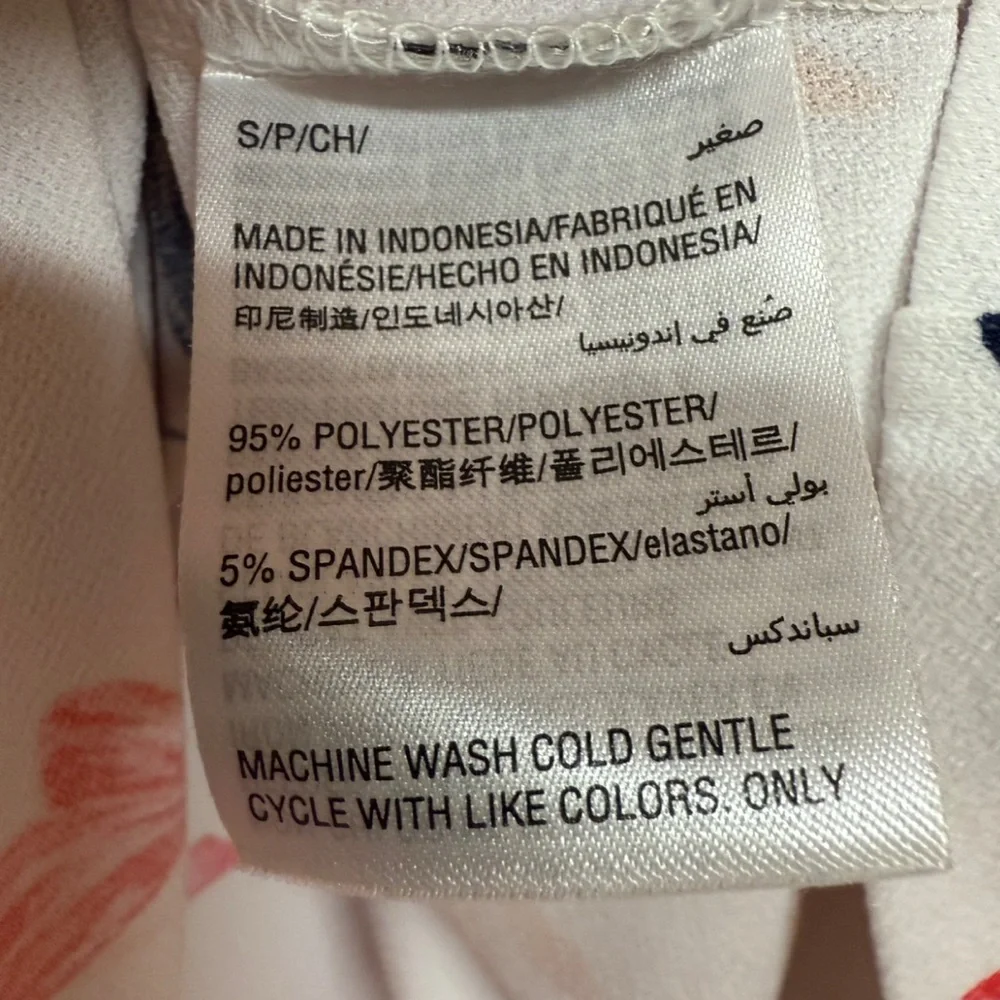 S/P/CH/
صغير
MADE IN INDONESIA/FABRIQUÉ EN
INDONÉSIE/HECHO EN INDONESIA/
印尼制造/인도네시아산/
صُنع في إندونيسيا
95% POLYESTER/POLYESTER/
poliester/聚酯纤维/폴리에스테르/
بولي أستر
5% SPANDEX/SPANDEX/elastano/
氨纶/스판덱스/
سباندكس
MACHINE WASH COLD GENTLE
CYCLE WITH LIKE COLORS. ONLY